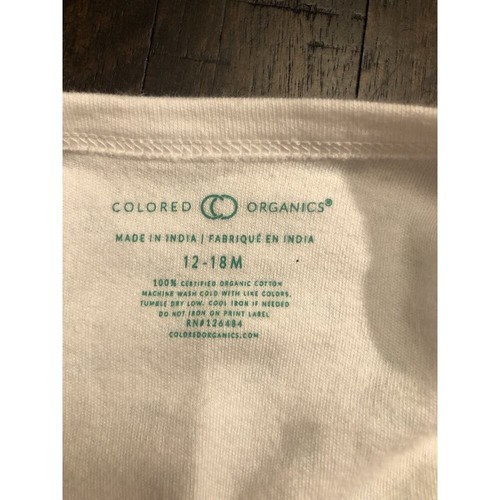 COLORED ORGANICS®
MADE IN INDIA | FABRIQUÉ EN INDIA
12-18M
100% CERTIFIED ORGANIC COTTON
MACHINE WASH COLD WITH LIKE COLORS,
TUMBLE DRY LOW. COOL IRON IF NEEDED
DO NOT IRON ON PRINT LABEL
RN#126484
COLOREDORGANICS.COM